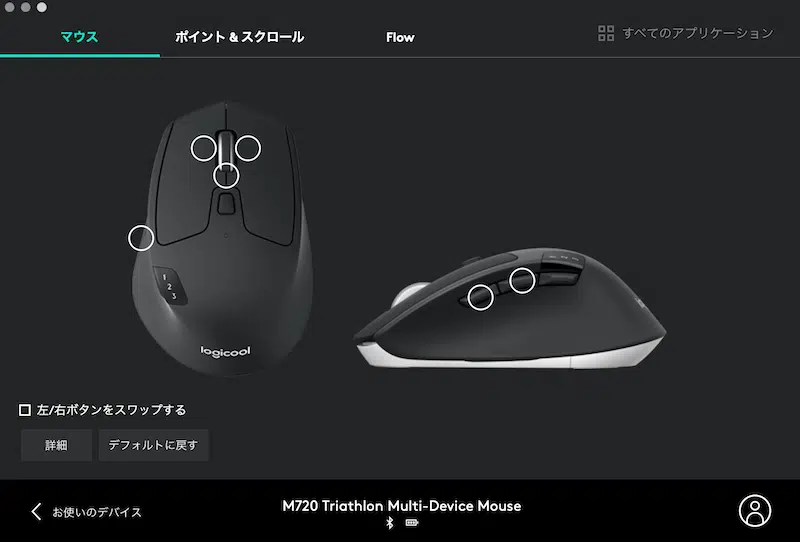 マウス
ポイント & スクロール
Flow
すべてのアプリケーション
1
2
3
logicool
左/右ボタンをスワップする
詳細
デフォルトに戻す
お使いのデバイス
M720 Triathlon Multi-Device Mouse